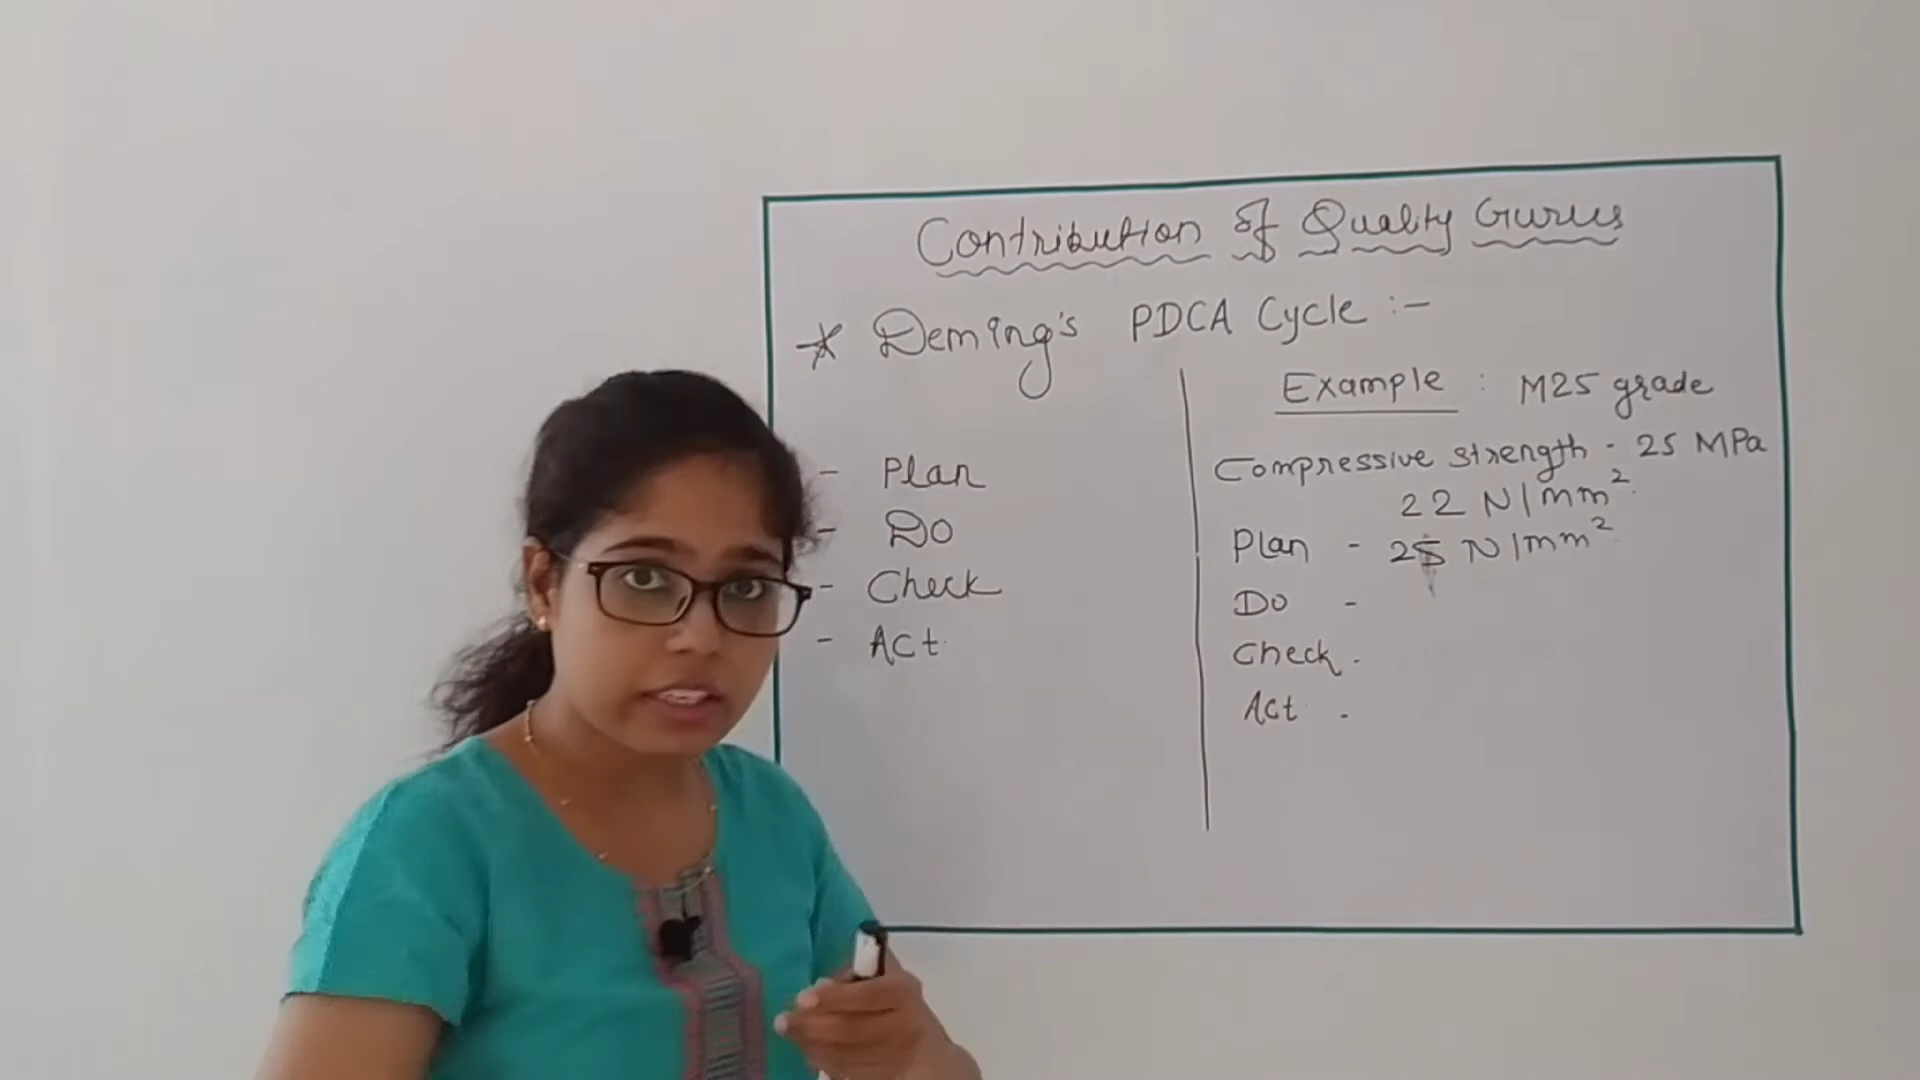 Contribution of Quality Gurus
* Deming's PDCA Cycle :-
- Plan
- Do
- Check
- Act
Example : M25 grade
Compressive strength - 25 MPa
22 N/mm²
Plan - 25 N/mm²
Do -
Check -
Act -